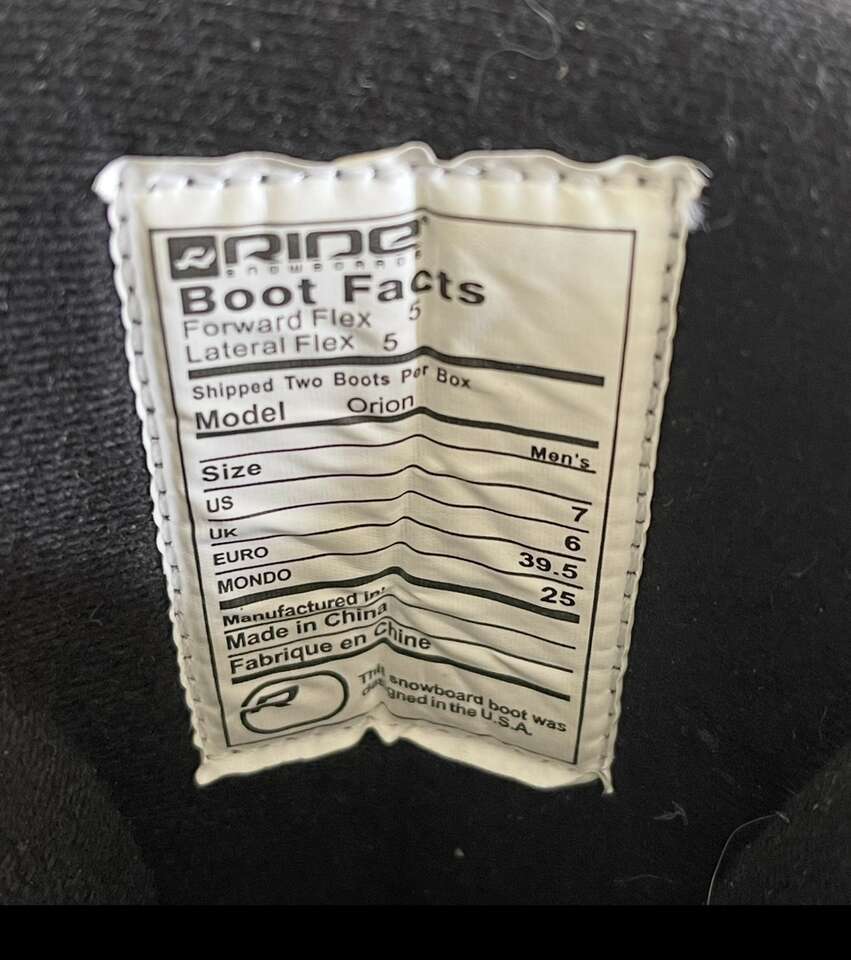 RIDE
SNOWBOARDS
Boot Facts
Forward Flex 5
Lateral Flex 5
Shipped Two Boots Per Box
Model Orion
Size Men's
US 7
UK 6
EURO 39.5
MONDO 25
Manufactured in:
Made in China
Fabrique en Chine
This snowboard boot was
designed in the U.S.A.